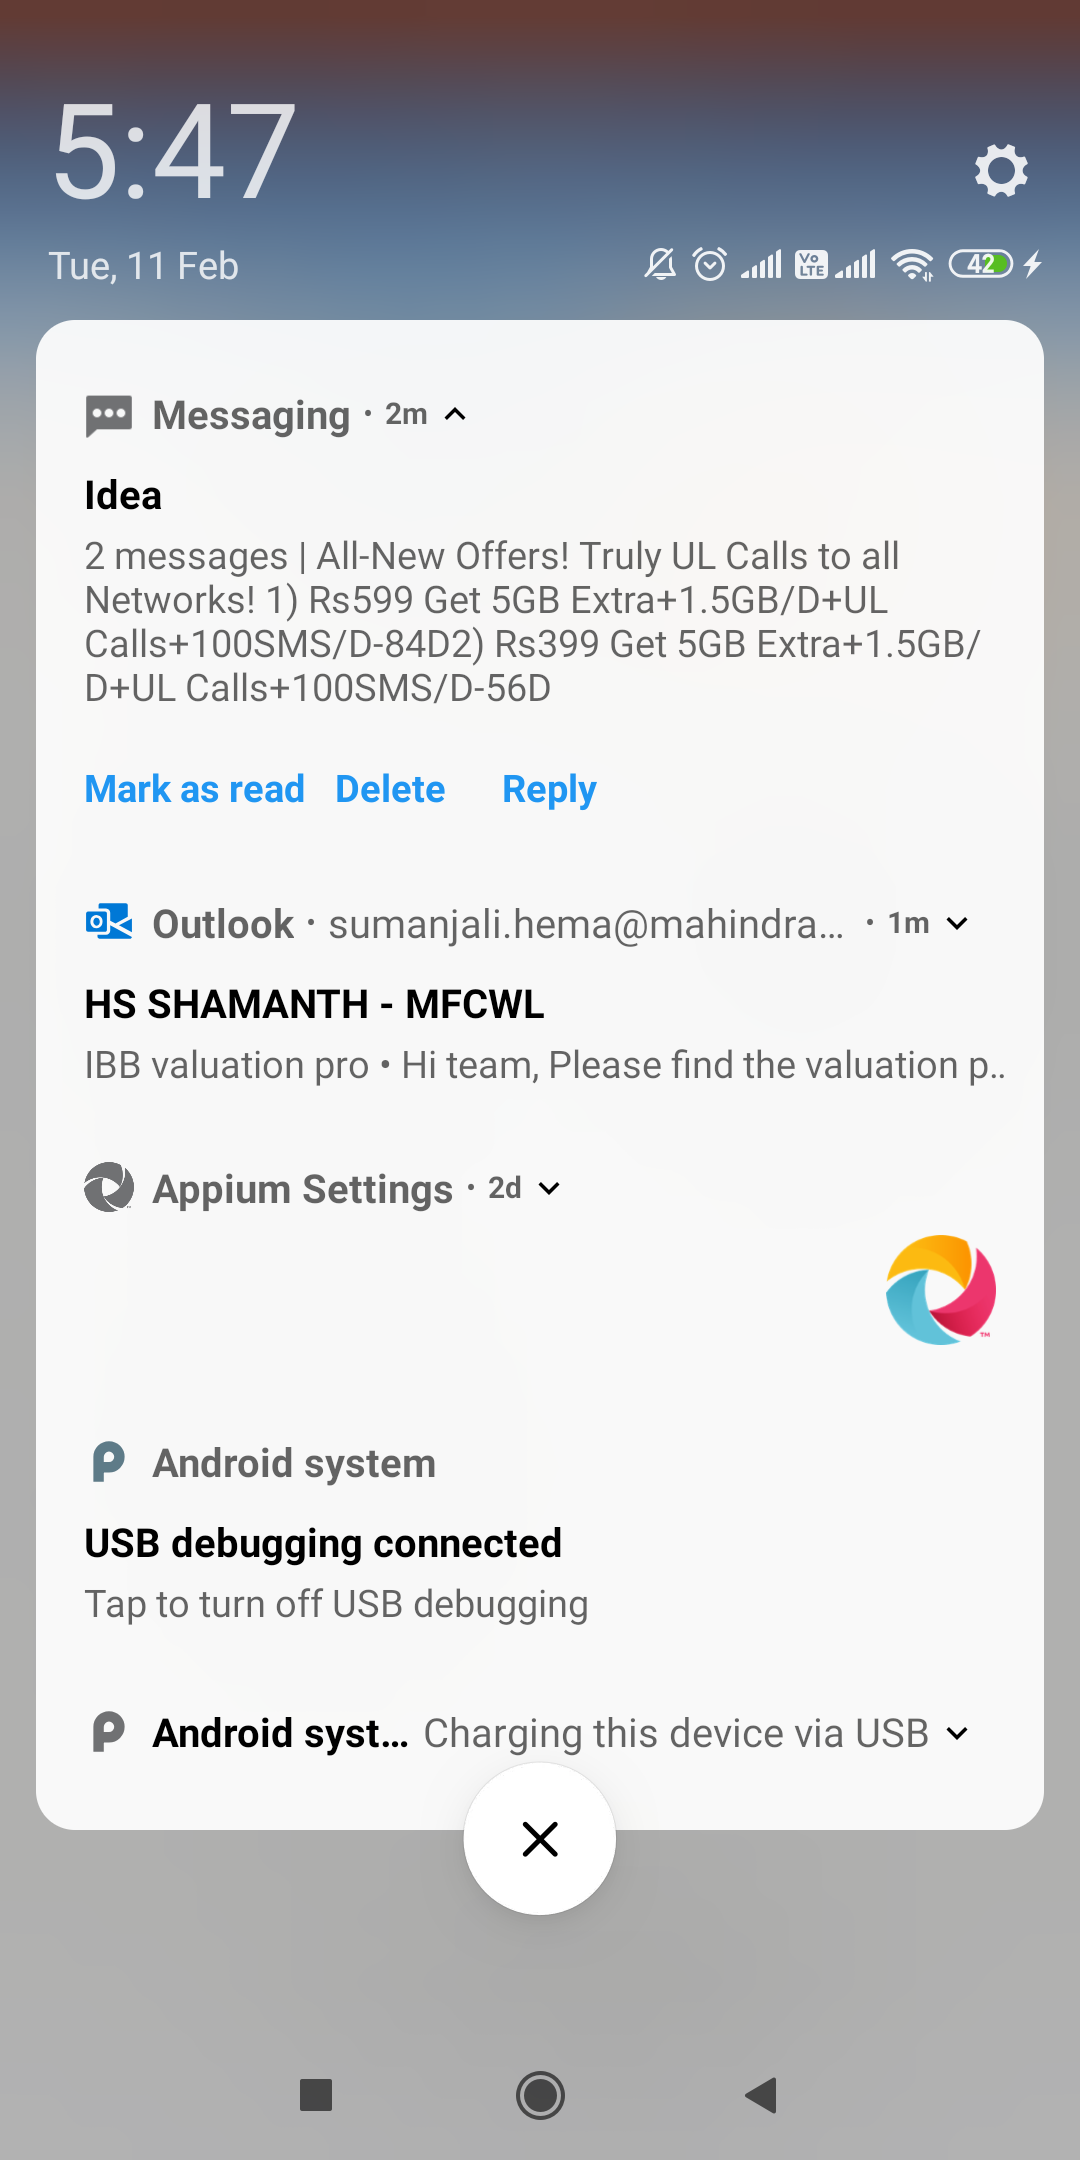 5:47
Tue, 11 Feb
Vo LTE
42
Messaging · 2m
Idea
2 messages | All-New Offers! Truly UL Calls to all
Networks! 1) Rs599 Get 5GB Extra+1.5GB/D+UL
Calls+100SMS/D-84D2) Rs399 Get 5GB Extra+1.5GB/
D+UL Calls+100SMS/D-56D
Mark as read Delete Reply
Outlook · sumanjali.hema@mahindra... · 1m
HS SHAMANTH - MFCWL
IBB valuation pro • Hi team, Please find the valuation p..
Appium Settings · 2d
TM
Android system
USB debugging connected
Tap to turn off USB debugging
Android syst... Charging this device via USB